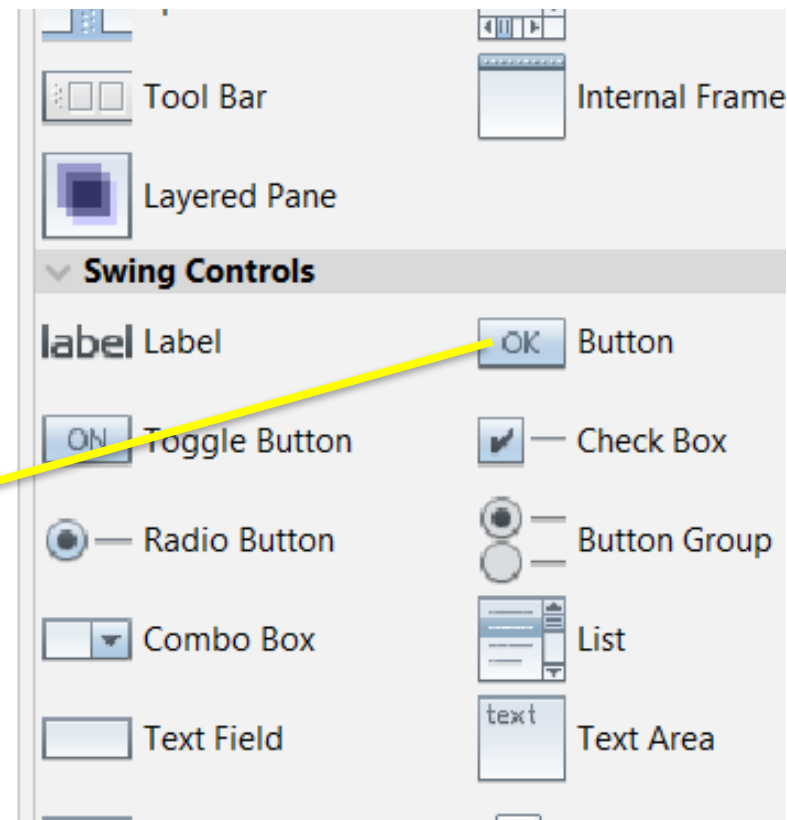 Tool Bar
Internal Frame
Layered Pane
Swing Controls
label Label
OK Button
ON Toggle Button
Check Box
Radio Button
Button Group
Combo Box
List
Text Field
text Text Area